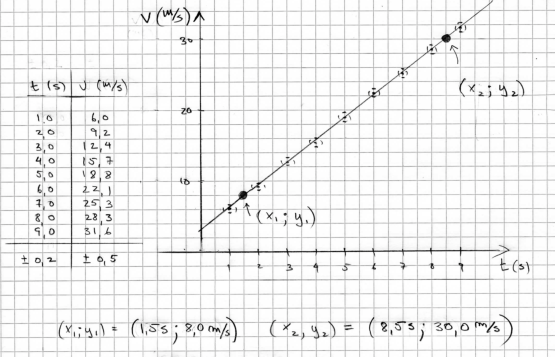 V (m/s)
30
20
10
t (s) V (m/s)
1,0 6,0
2,0 9,2
3,0 12,4
4,0 15,7
5,0 18,8
6,0 22,1
7,0 25,3
8,0 28,3
9,0 31,6
± 0,2 ± 0,5
(x₂; y₂)
(x₁; y₁)
1 2 3 4 5 6 7 8 9
t (s)
(x₁; y₁) = (1,5 s; 8,0 m/s) (x₂, y₂) = (8,5 s; 30,0 m/s)